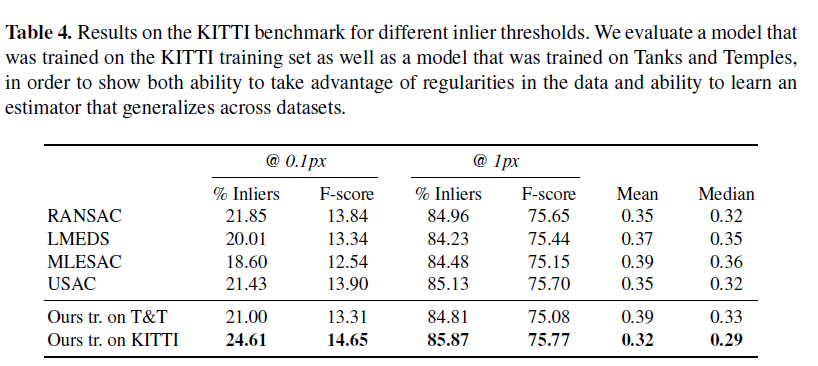 Table 4. Results on the KITTI benchmark for different inlier thresholds. We evaluate a model that
was trained on the KITTI training set as well as a model that was trained on Tanks and Temples,
in order to show both ability to take advantage of regularities in the data and ability to learn an
estimator that generalizes across datasets.
@ 0.1px @ 1px
% Inliers F-score % Inliers F-score Mean Median
RANSAC 21.85 13.84 84.96 75.65 0.35 0.32
LMEDS 20.01 13.34 84.23 75.44 0.37 0.35
MLESAC 18.60 12.54 84.48 75.15 0.39 0.36
USAC 21.43 13.90 85.13 75.70 0.35 0.32
Ours tr. on T&T 21.00 13.31 84.81 75.08 0.39 0.33
Ours tr. on KITTI 24.61 14.65 85.87 75.77 0.32 0.29